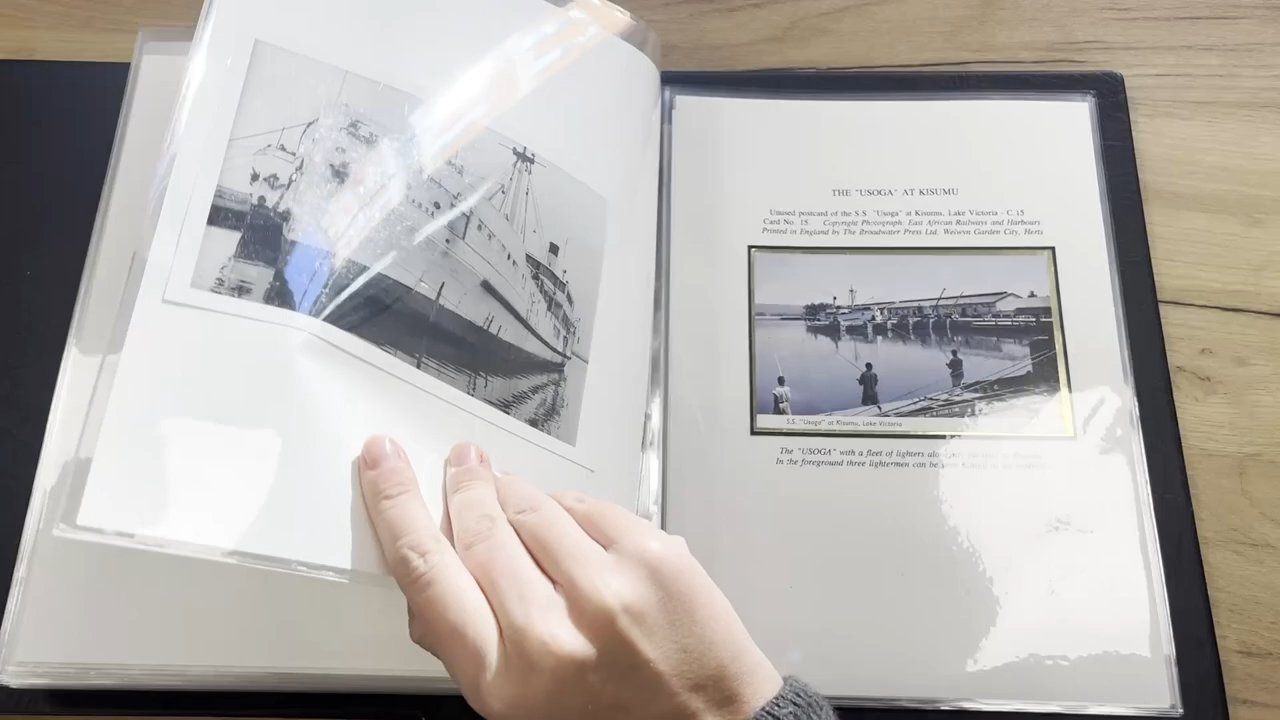 THE "USOGA" AT KISUMU
Unused postcard of the S.S "Usoga" at Kisumu, Lake Victoria - C.15
Card No. 15. Copyright Photograph. East African Railways and Harbours
Printed in England by The Broadwater Press Ltd. Welwyn Garden City, Herts
S.S. "Usoga" at Kisumu, Lake Victoria
The "USOGA" with a fleet of lighters
In the foreground three lightermen can be